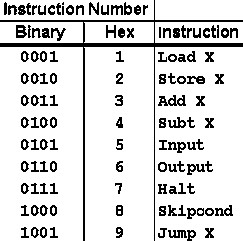 Instruction Number
Binary Hex Instruction
0001 1 Load X
0010 2 Store X
0011 3 Add X
0100 4 Subt X
0101 5 Input
0110 6 Output
0111 7 Halt
1000 8 Skipcond
1001 9 Jump X